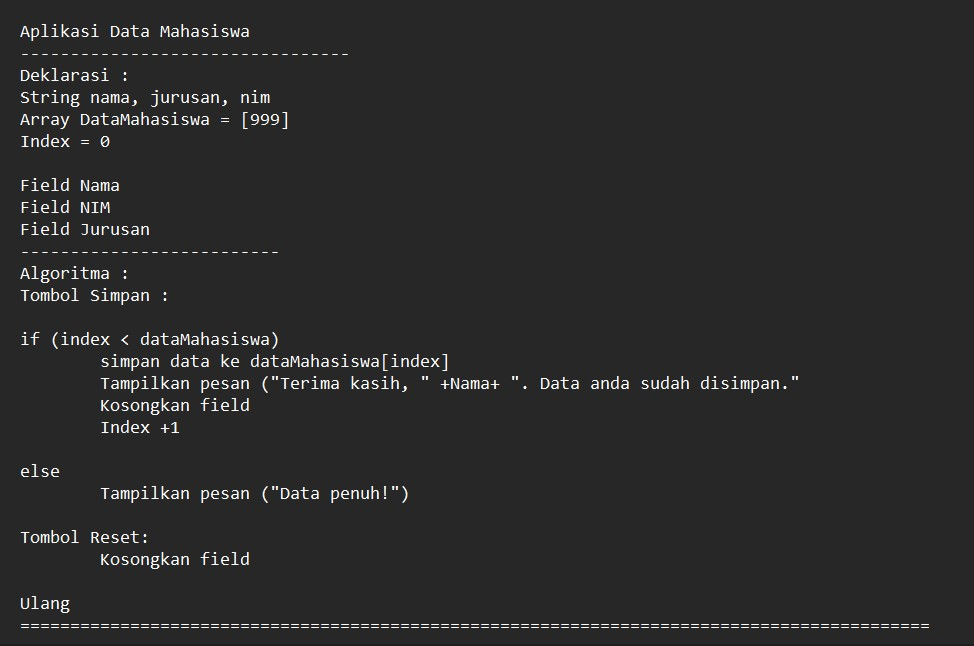 Aplikasi Data Mahasiswa
---------------------------------
Deklarasi :
String nama, jurusan, nim
Array DataMahasiswa = [999]
Index = 0
Field Nama
Field NIM
Field Jurusan
--------------------------
Algoritma :
Tombol Simpan :
if (index < dataMahasiswa)
simpan data ke dataMahasiswa[index]
Tampilkan pesan ("Terima kasih, " +Nama+ ". Data anda sudah disimpan."
Kosongkan field
Index +1
else
Tampilkan pesan ("Data penuh!")
Tombol Reset:
Kosongkan field
Ulang
===========================================================================================